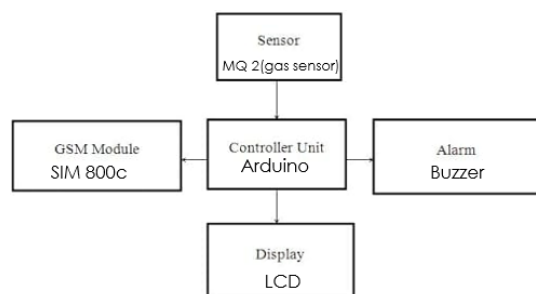 Sensor
MQ 2(gas sensor)
GSM Module
SIM 800c
Controller Unit
Arduino
Alarm
Buzzer
Display
LCD